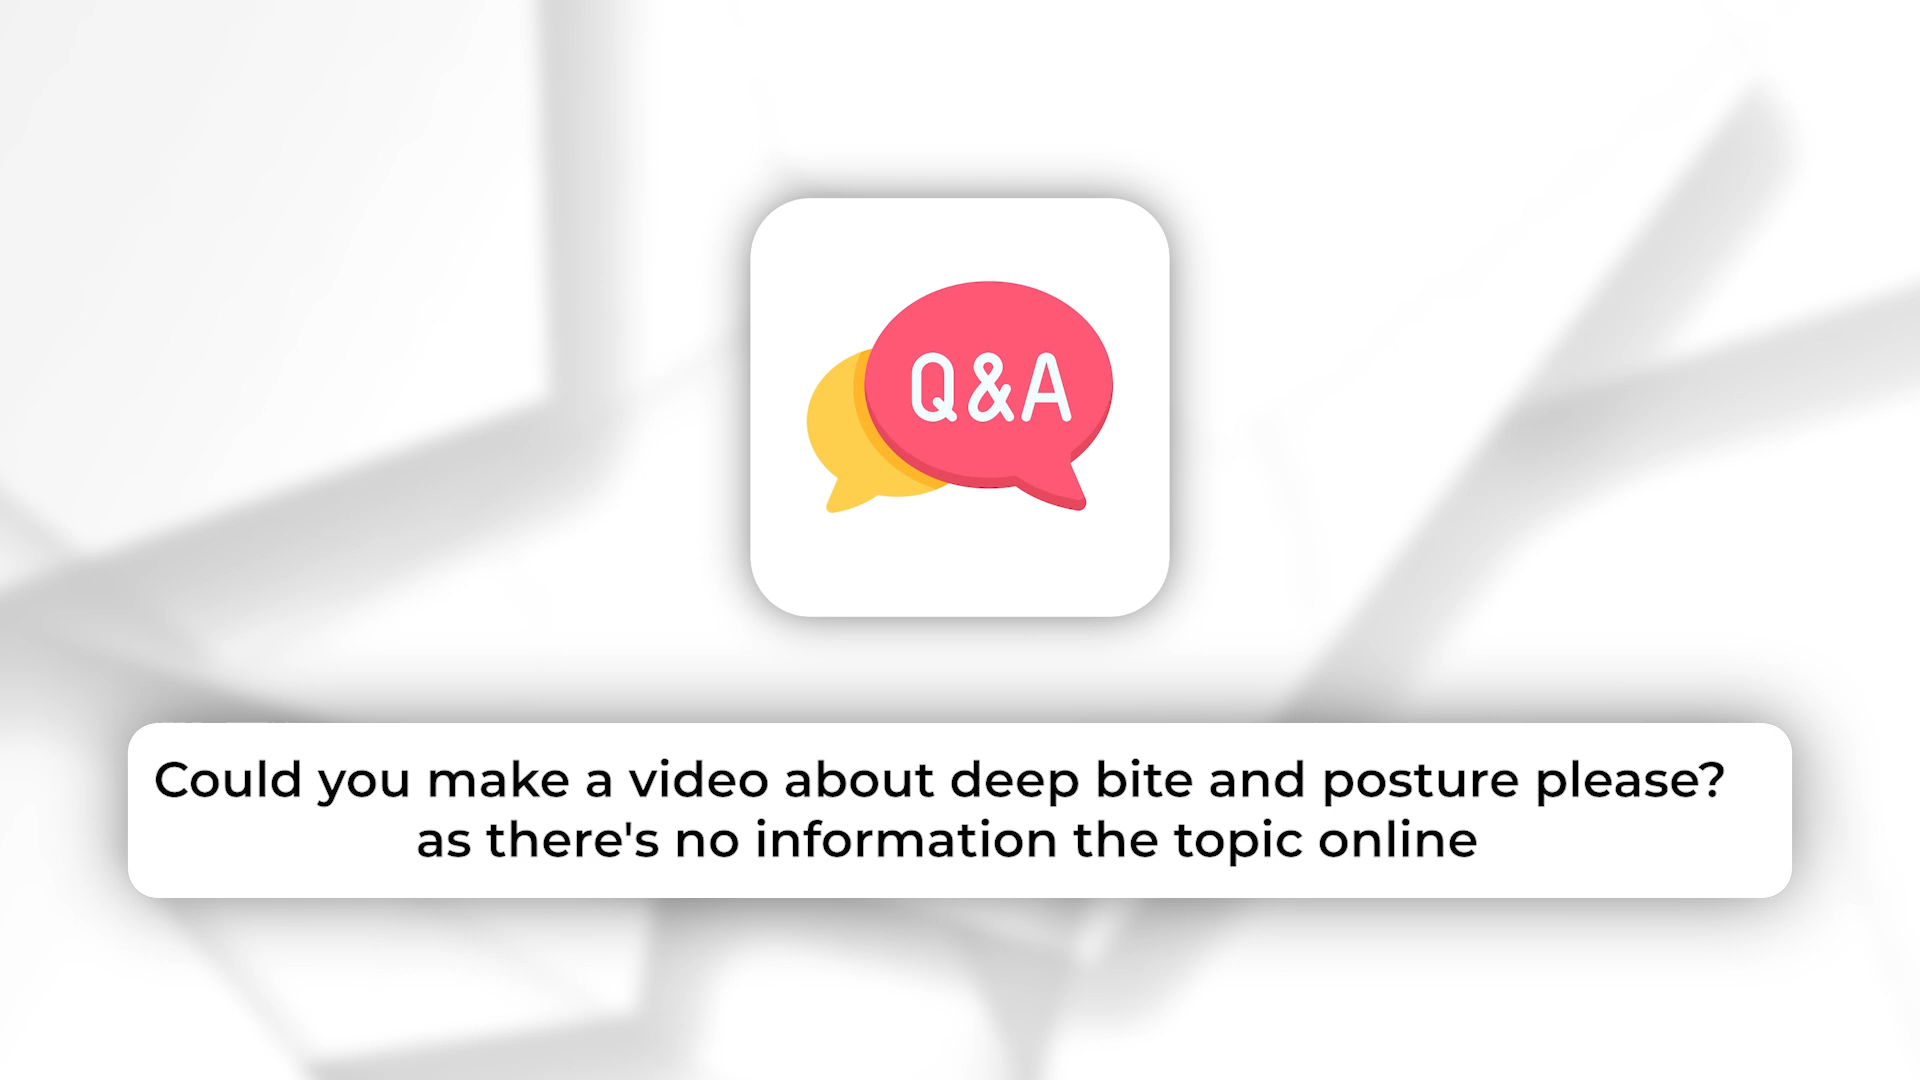 Q&A
Could you make a video about deep bite and posture please?
as there's no information the topic online